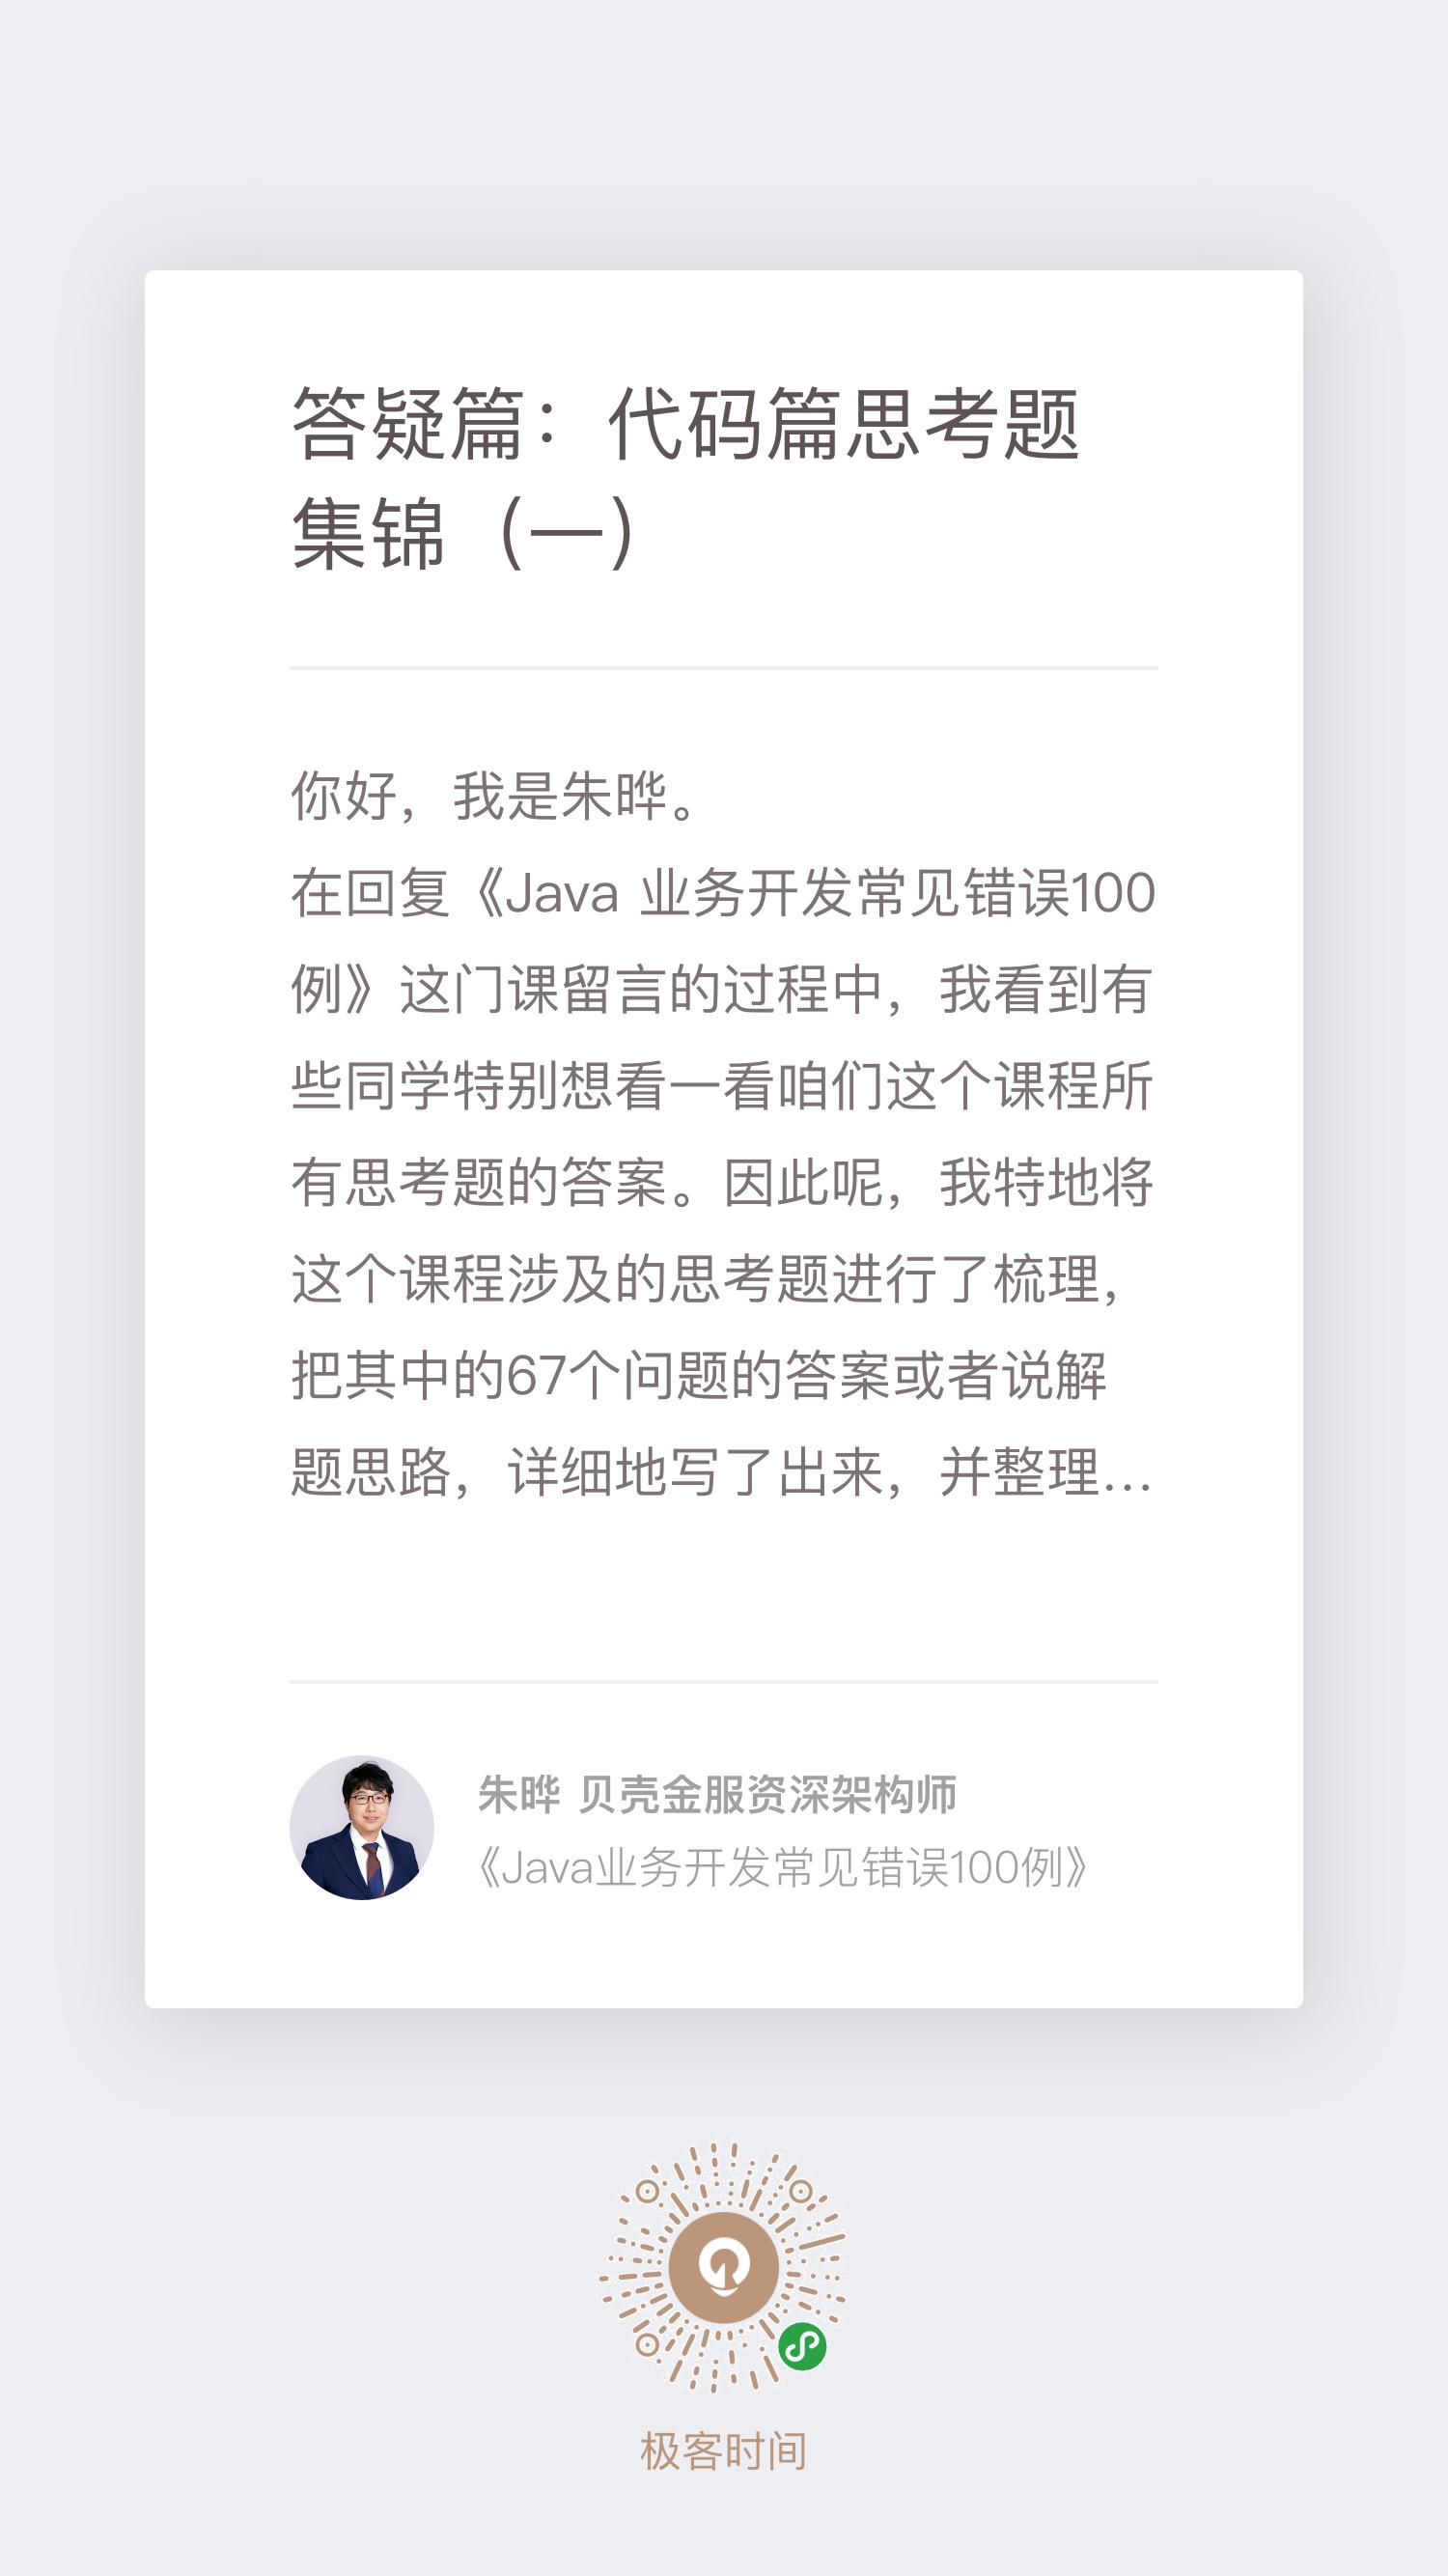 答疑篇：代码篇思考题
集锦（一）
你好，我是朱晔。
在回复《Java 业务开发常见错误100
例》这门课留言的过程中，我看到有
些同学特别想看一看咱们这个课程所
有思考题的答案。因此呢，我特地将
这个课程涉及的思考题进行了梳理，
把其中的67个问题的答案或者说解
题思路，详细地写了出来，并整理...
朱晔 贝壳金服资深架构师
《Java业务开发常见错误100例》
极客时间